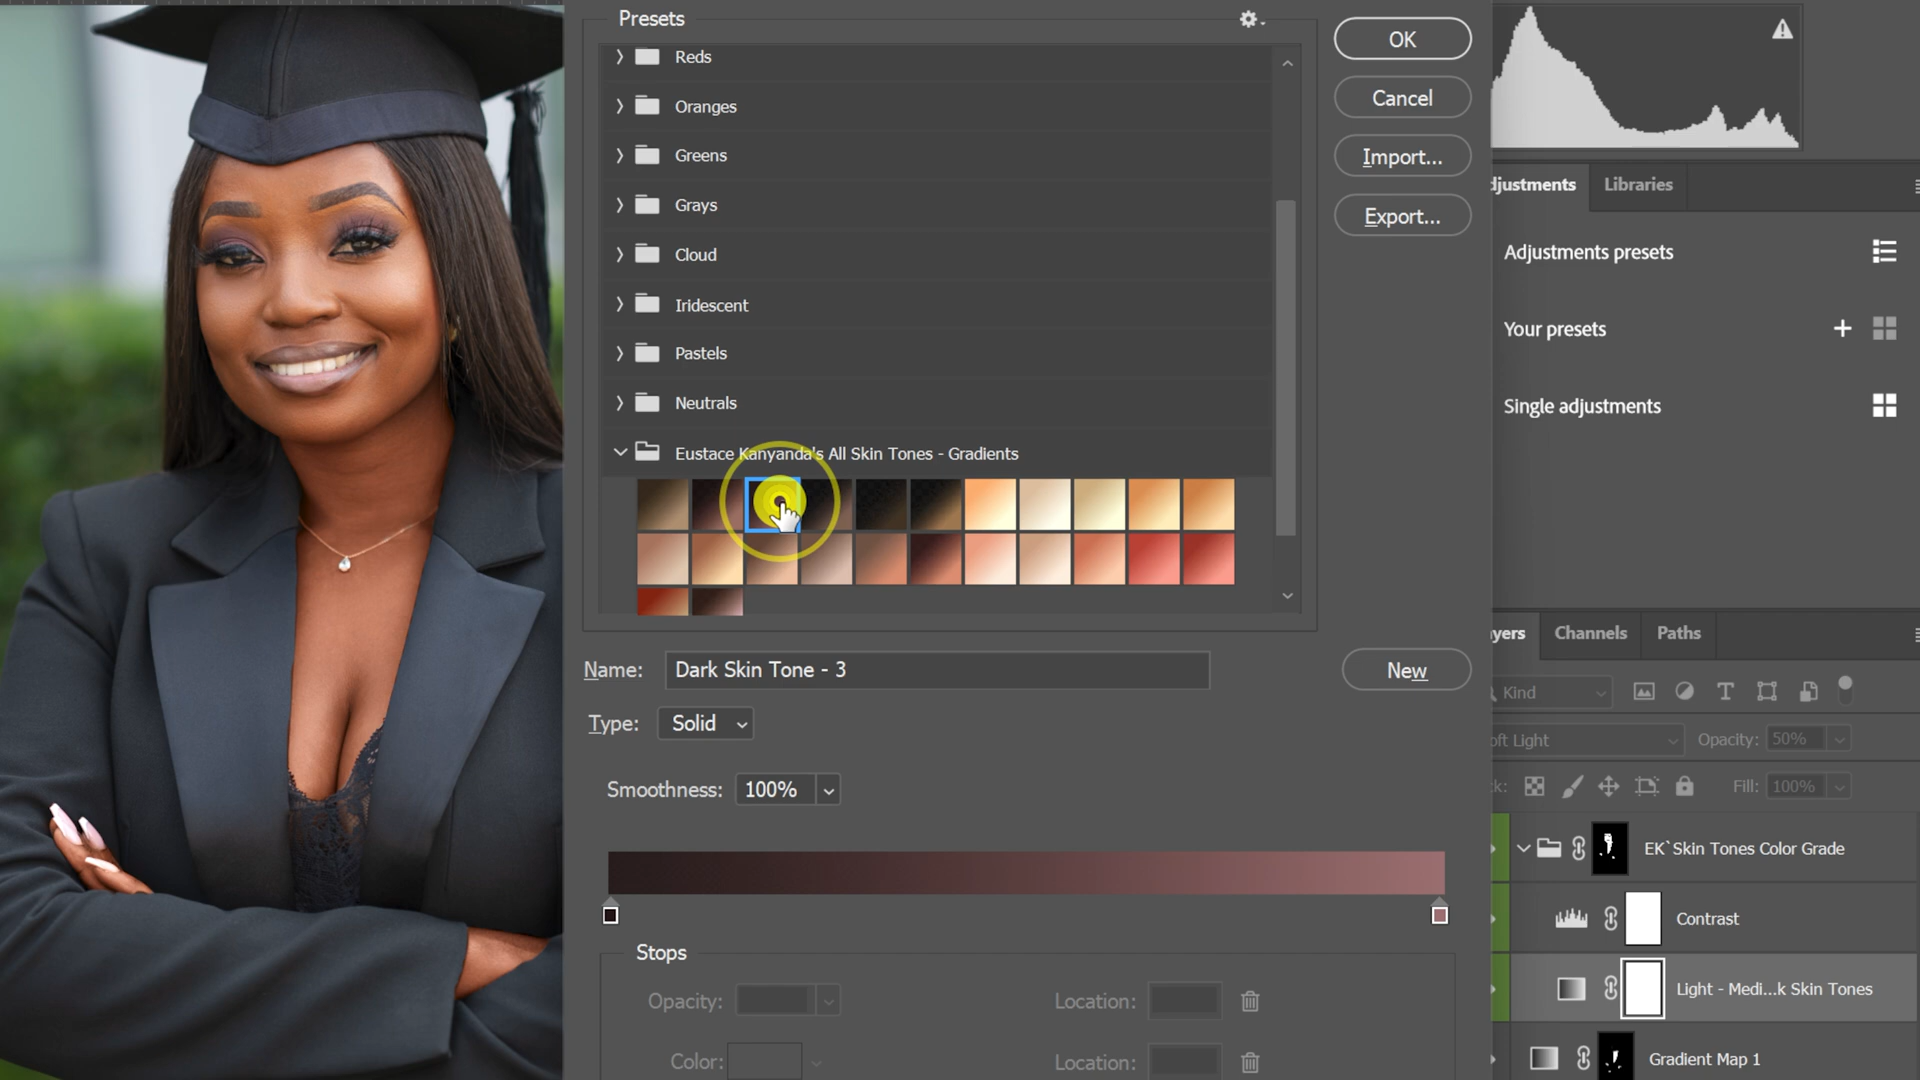 Presets
Reds
Oranges
Greens
Grays
Cloud
Iridescent
Pastels
Neutrals
Eustace Kanyanda's All Skin Tones - Gradients
OK
Cancel
Import...
Export...
Name: Dark Skin Tone - 3
New
Type: Solid
Smoothness: 100%
Stops
Opacity:
Location:
Color:
Location:
djustments
Libraries
Adjustments presets
Your presets
Single adjustments
yers
Channels
Paths
Kind
oft Light
Opacity: 50%
k:
Fill: 100%
EK`Skin Tones Color Grade
Contrast
Light - Medi...k Skin Tones
Gradient Map 1